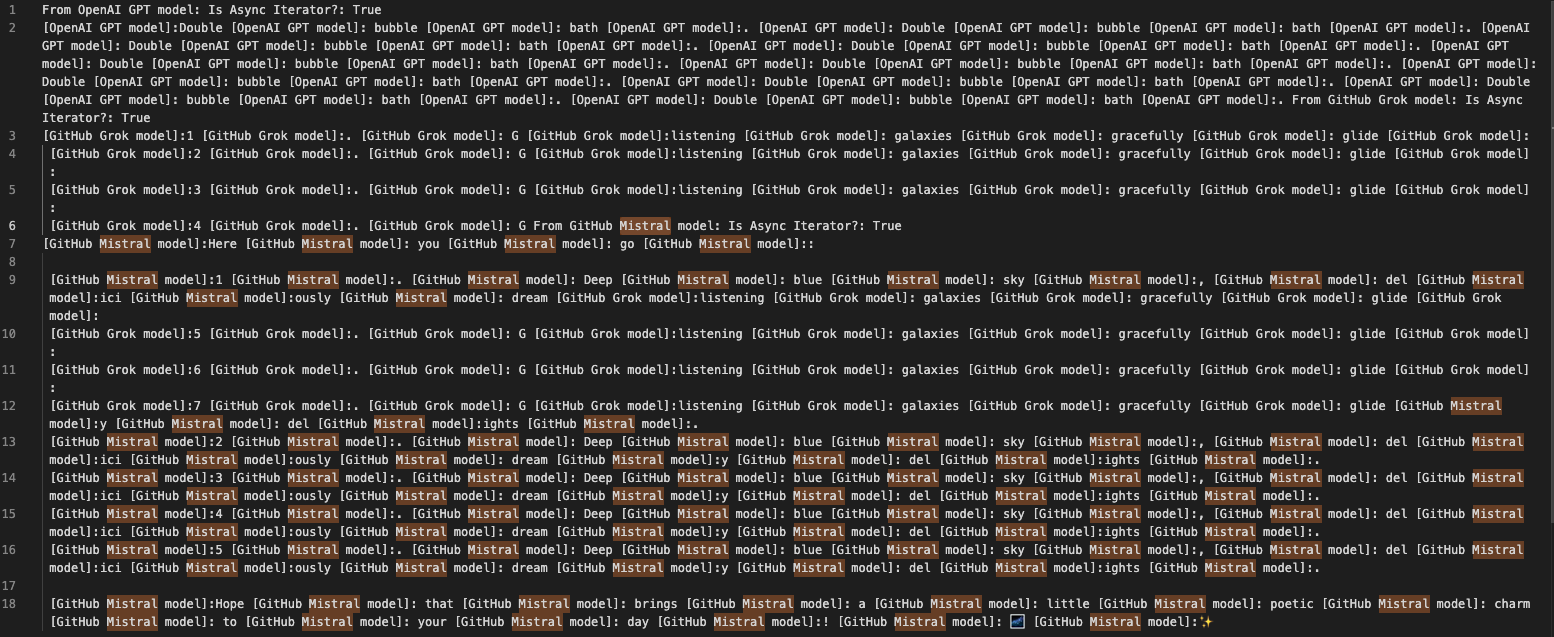 1 From OpenAI GPT model: Is Async Iterator?: True
2 [OpenAI GPT model]:Double [OpenAI GPT model]: bubble [OpenAI GPT model]: bath [OpenAI GPT model]:. [OpenAI GPT model]: Double [OpenAI GPT model]: bubble [OpenAI GPT model]: bath [OpenAI GPT model]:. [OpenAI
GPT model]: Double [OpenAI GPT model]: bubble [OpenAI GPT model]: bath [OpenAI GPT model]:. [OpenAI GPT model]: Double [OpenAI GPT model]: bubble [OpenAI GPT model]: bath [OpenAI GPT model]:. [OpenAI GPT
model]: Double [OpenAI GPT model]: bubble [OpenAI GPT model]: bath [OpenAI GPT model]:. [OpenAI GPT model]: Double [OpenAI GPT model]: bubble [OpenAI GPT model]: bath [OpenAI GPT model]:. [OpenAI GPT model]:
Double [OpenAI GPT model]: bubble [OpenAI GPT model]: bath [OpenAI GPT model]:. [OpenAI GPT model]: Double [OpenAI GPT model]: bubble [OpenAI GPT model]: bath [OpenAI GPT model]:. [OpenAI GPT model]: Double
[OpenAI GPT model]: bubble [OpenAI GPT model]: bath [OpenAI GPT model]:. [OpenAI GPT model]: Double [OpenAI GPT model]: bubble [OpenAI GPT model]: bath [OpenAI GPT model]:. From GitHub Grok model: Is Async
Iterator?: True
3 [GitHub Grok model]:1 [GitHub Grok model]:. [GitHub Grok model]: G [GitHub Grok model]:listening [GitHub Grok model]: galaxies [GitHub Grok model]: gracefully [GitHub Grok model]: glide [GitHub Grok model]:
4 [GitHub Grok model]:2 [GitHub Grok model]:. [GitHub Grok model]: G [GitHub Grok model]:listening [GitHub Grok model]: galaxies [GitHub Grok model]: gracefully [GitHub Grok model]: glide [GitHub Grok model]
:
5 [GitHub Grok model]:3 [GitHub Grok model]:. [GitHub Grok model]: G [GitHub Grok model]:listening [GitHub Grok model]: galaxies [GitHub Grok model]: gracefully [GitHub Grok model]: glide [GitHub Grok model]
:
6 [GitHub Grok model]:4 [GitHub Grok model]:. [GitHub Grok model]: G From GitHub Mistral model: Is Async Iterator?: True
7 [GitHub Mistral model]:Here [GitHub Mistral model]: you [GitHub Mistral model]: go [GitHub Mistral model]::
8
9 [GitHub Mistral model]:1 [GitHub Mistral model]:. [GitHub Mistral model]: Deep [GitHub Mistral model]: blue [GitHub Mistral model]: sky [GitHub Mistral model]:, [GitHub Mistral model]: del [GitHub Mistral
model]:ici [GitHub Mistral model]:ously [GitHub Mistral model]: dream [GitHub Grok model]:listening [GitHub Grok model]: galaxies [GitHub Grok model]: gracefully [GitHub Grok model]: glide [GitHub Grok
model]:
10 [GitHub Grok model]:5 [GitHub Grok model]:. [GitHub Grok model]: G [GitHub Grok model]:listening [GitHub Grok model]: galaxies [GitHub Grok model]: gracefully [GitHub Grok model]: glide [GitHub Grok model]
:
11 [GitHub Grok model]:6 [GitHub Grok model]:. [GitHub Grok model]: G [GitHub Grok model]:listening [GitHub Grok model]: galaxies [GitHub Grok model]: gracefully [GitHub Grok model]: glide [GitHub Grok model]
:
12 [GitHub Grok model]:7 [GitHub Grok model]:. [GitHub Grok model]: G [GitHub Grok model]:listening [GitHub Grok model]: galaxies [GitHub Grok model]: gracefully [GitHub Grok model]: glide [GitHub Mistral
model]:y [GitHub Mistral model]: del [GitHub Mistral model]:ights [GitHub Mistral model]:.
13 [GitHub Mistral model]:2 [GitHub Mistral model]:. [GitHub Mistral model]: Deep [GitHub Mistral model]: blue [GitHub Mistral model]: sky [GitHub Mistral model]:, [GitHub Mistral model]: del [GitHub Mistral
model]:ici [GitHub Mistral model]:ously [GitHub Mistral model]: dream [GitHub Mistral model]:y [GitHub Mistral model]: del [GitHub Mistral model]:ights [GitHub Mistral model]:.
14 [GitHub Mistral model]:3 [GitHub Mistral model]:. [GitHub Mistral model]: Deep [GitHub Mistral model]: blue [GitHub Mistral model]: sky [GitHub Mistral model]:, [GitHub Mistral model]: del [GitHub Mistral
model]:ici [GitHub Mistral model]:ously [GitHub Mistral model]: dream [GitHub Mistral model]:y [GitHub Mistral model]: del [GitHub Mistral model]:ights [GitHub Mistral model]:.
15 [GitHub Mistral model]:4 [GitHub Mistral model]:. [GitHub Mistral model]: Deep [GitHub Mistral model]: blue [GitHub Mistral model]: sky [GitHub Mistral model]:, [GitHub Mistral model]: del [GitHub Mistral
model]:ici [GitHub Mistral model]:ously [GitHub Mistral model]: dream [GitHub Mistral model]:y [GitHub Mistral model]: del [GitHub Mistral model]:ights [GitHub Mistral model]:.
16 [GitHub Mistral model]:5 [GitHub Mistral model]:. [GitHub Mistral model]: Deep [GitHub Mistral model]: blue [GitHub Mistral model]: sky [GitHub Mistral model]:, [GitHub Mistral model]: del [GitHub Mistral
model]:ici [GitHub Mistral model]:ously [GitHub Mistral model]: dream [GitHub Mistral model]:y [GitHub Mistral model]: del [GitHub Mistral model]:ights [GitHub Mistral model]:.
17
18 [GitHub Mistral model]:Hope [GitHub Mistral model]: that [GitHub Mistral model]: brings [GitHub Mistral model]: a [GitHub Mistral model]: little [GitHub Mistral model]: poetic [GitHub Mistral model]: charm
[GitHub Mistral model]: to [GitHub Mistral model]: your [GitHub Mistral model]: day [GitHub Mistral model]:! [GitHub Mistral model]: 🌌 [GitHub Mistral model]:✨